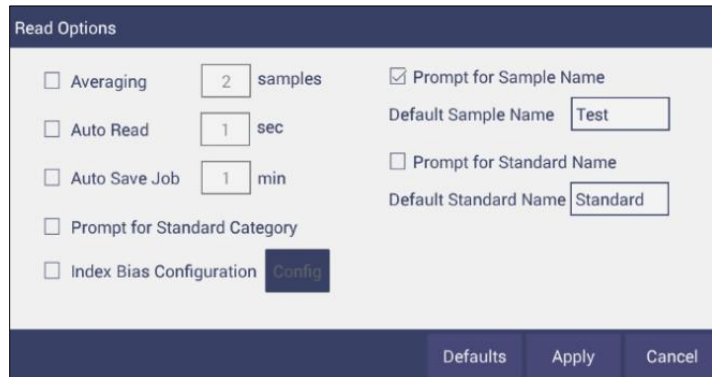 Read Options
Averaging 2 samples
Auto Read 1 sec
Auto Save Job 1 min
Prompt for Standard Category
Index Bias Configuration Config
Prompt for Sample Name
Default Sample Name Test
Prompt for Standard Name
Default Standard Name Standard
Defaults Apply Cancel